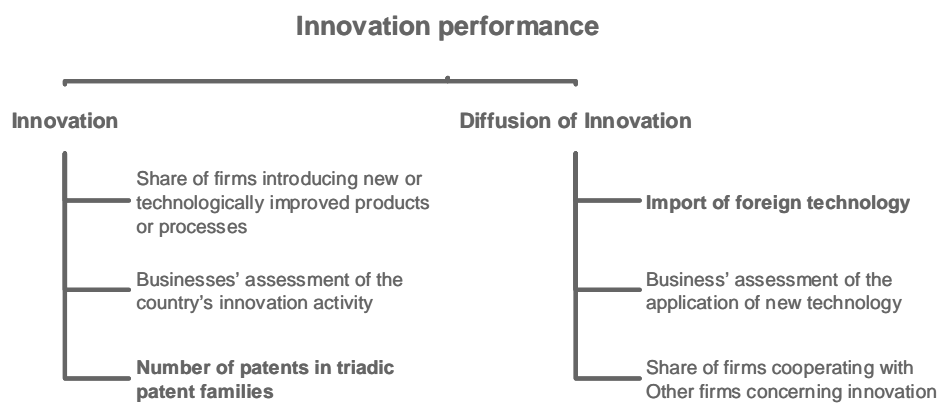 Innovation performance
Innovation
Share of firms introducing new or
technologically improved products
or processes
Businesses’ assessment of the
country’s innovation activity
Number of patents in triadic
patent families
Diffusion of Innovation
Import of foreign technology
Business’ assessment of the
application of new technology
Share of firms cooperating with
Other firms concerning innovation